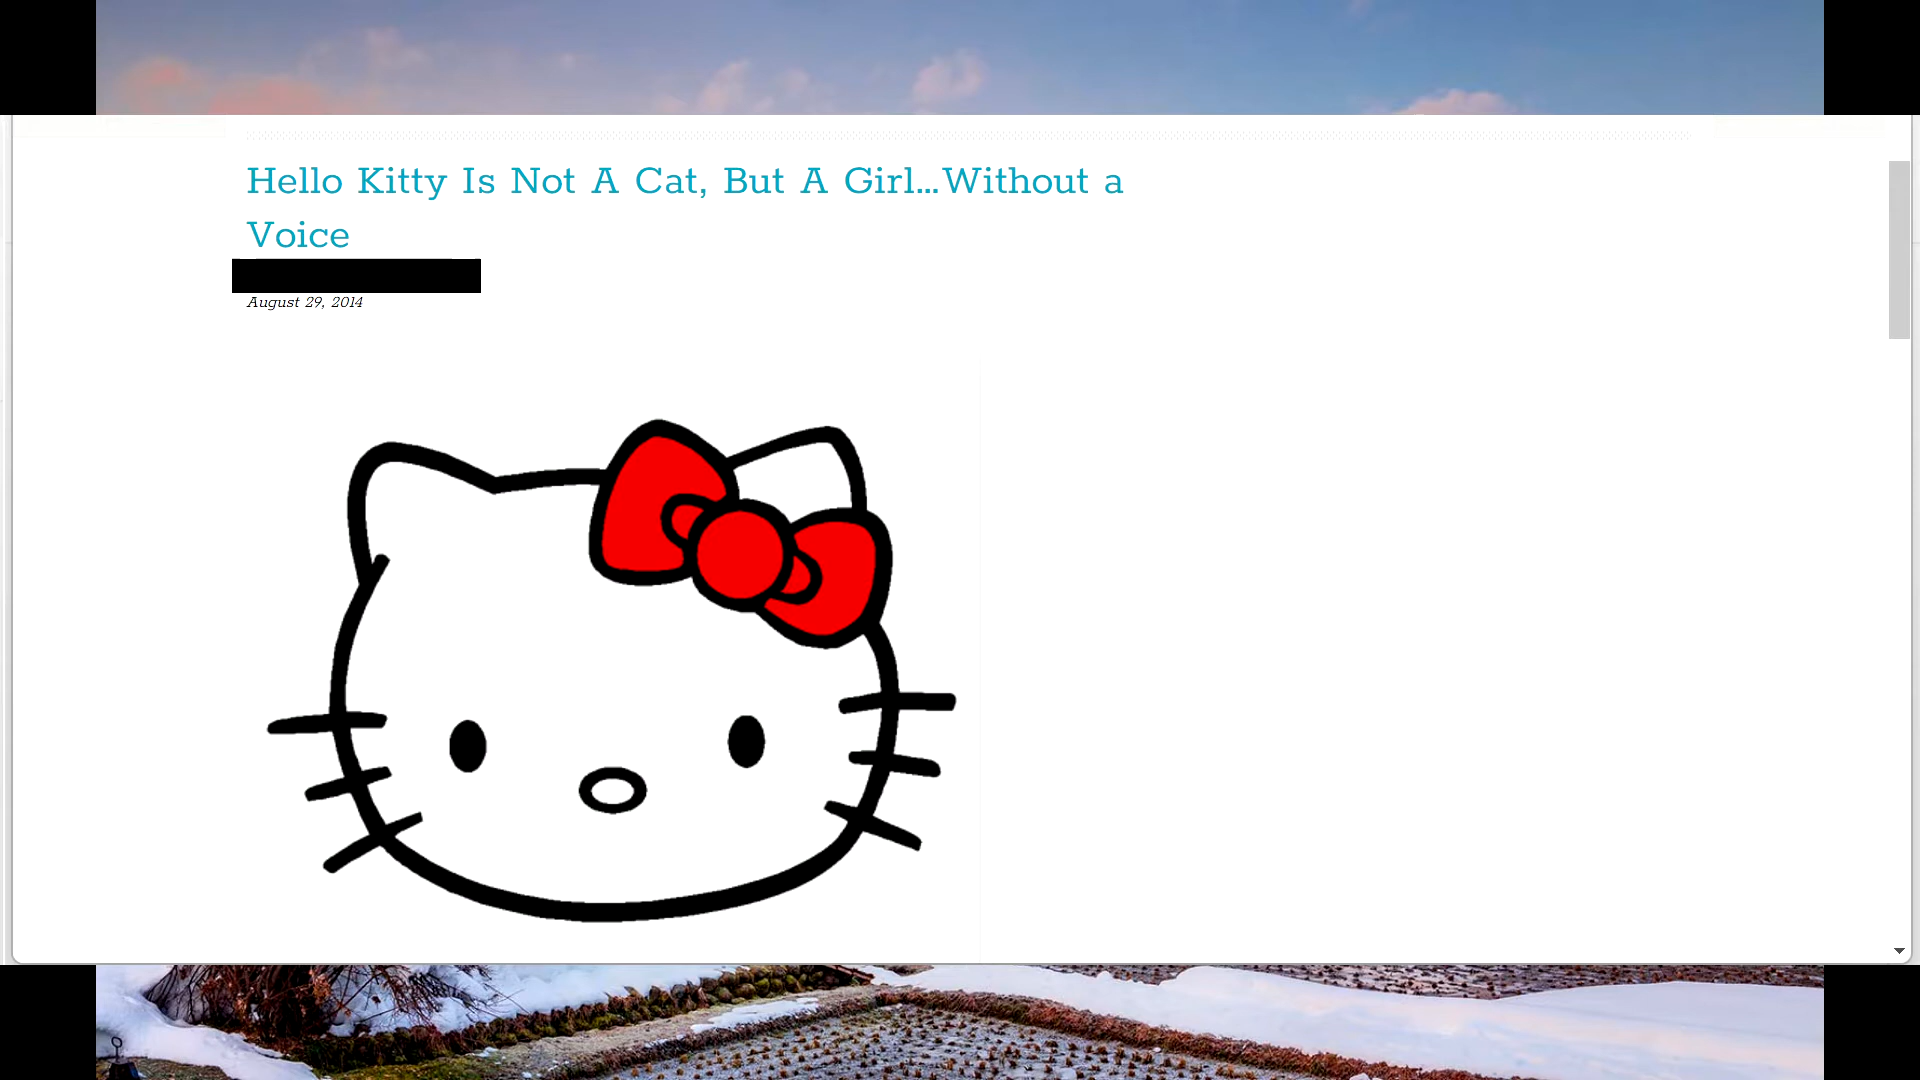 Hello Kitty Is Not A Cat, But A Girl...Without a
Voice
August 29, 2014